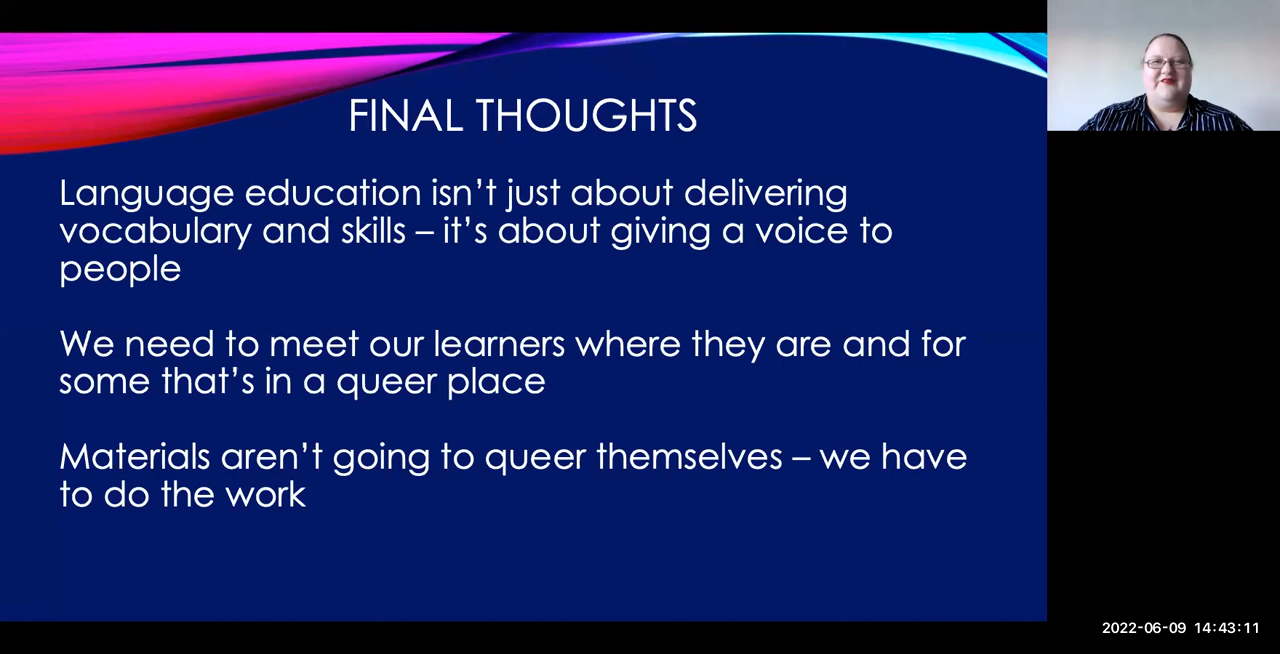 FINAL THOUGHTS
Language education isn’t just about delivering
vocabulary and skills – it’s about giving a voice to
people
We need to meet our learners where they are and for
some that’s in a queer place
Materials aren’t going to queer themselves – we have
to do the work
2022-06-09 14:43:11